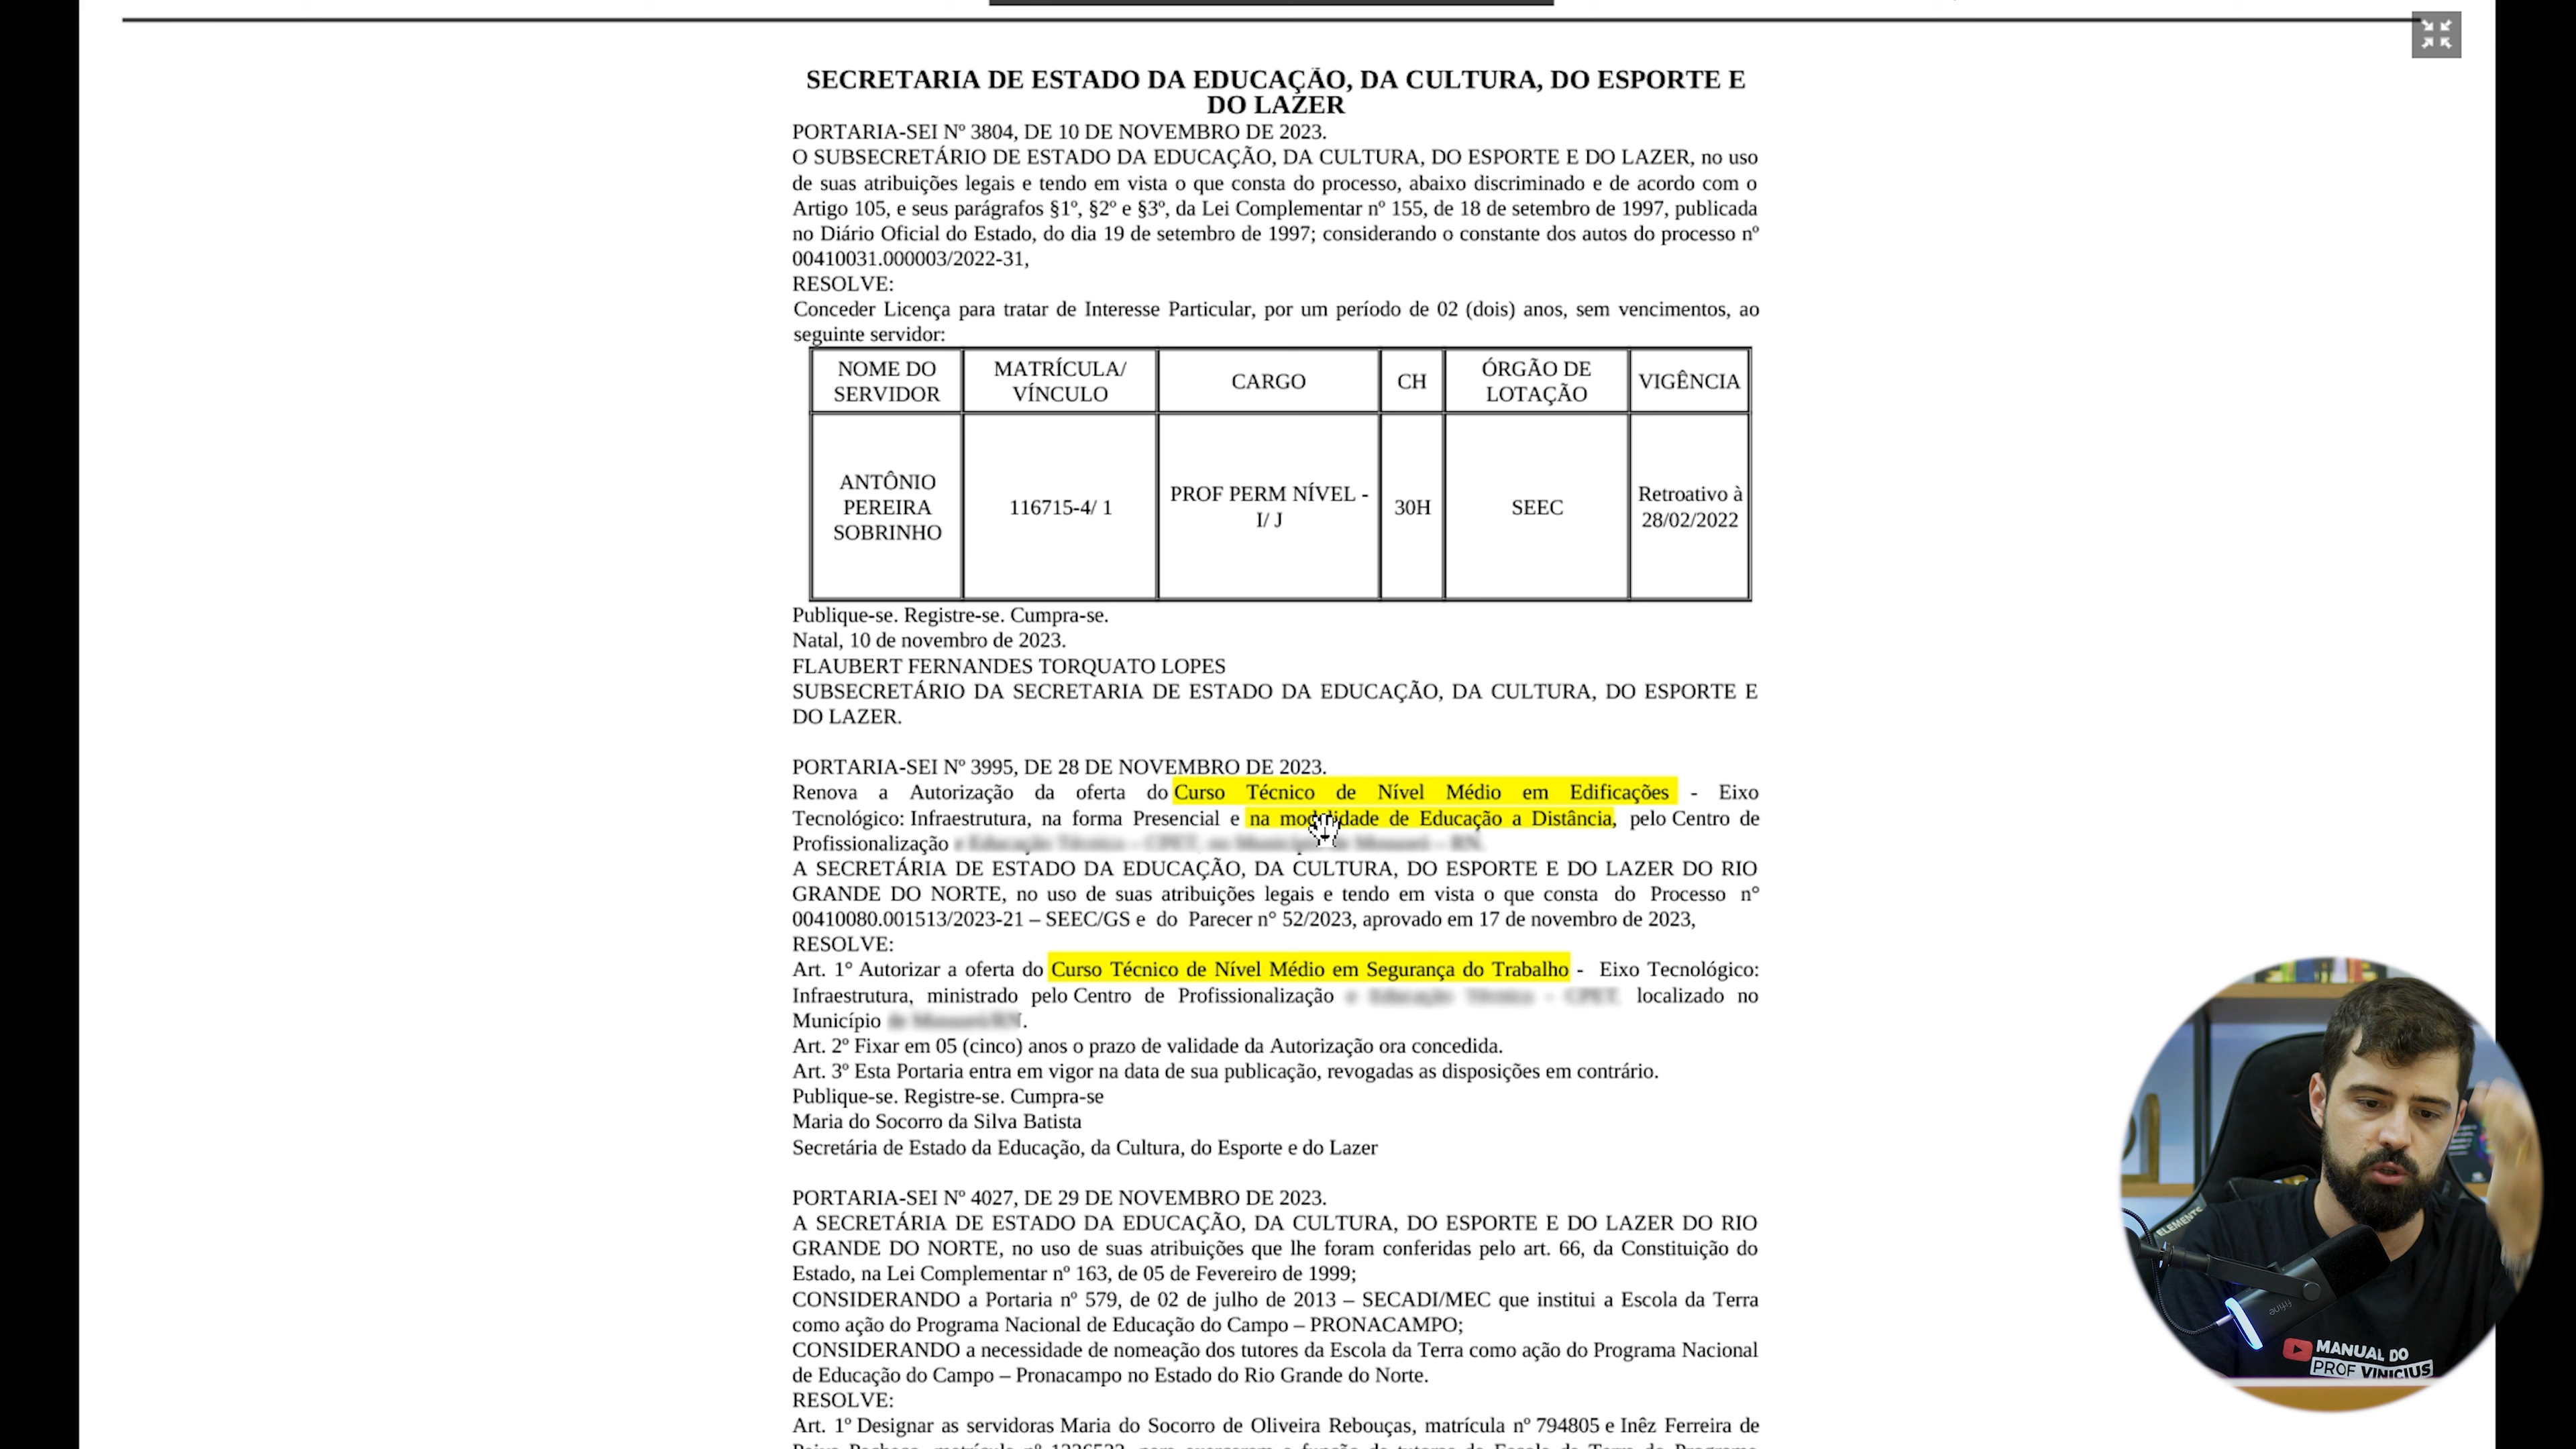 SECRETARIA DE ESTADO DA EDUCAÇÃO, DA CULTURA, DO ESPORTE E
DO LAZER
PORTARIA-SEI Nº 3804, DE 10 DE NOVEMBRO DE 2023.
O SUBSECRETÁRIO DE ESTADO DA EDUCAÇÃO, DA CULTURA, DO ESPORTE E DO LAZER, no uso
de suas atribuições legais e tendo em vista o que consta do processo, abaixo discriminado e de acordo com o
Artigo 105, e seus parágrafos §1º, §2º e §3º, da Lei Complementar nº 155, de 18 de setembro de 1997, publicada
no Diário Oficial do Estado, do dia 19 de setembro de 1997; considerando o constante dos autos do processo nº
00410031.000003/2022-31,
RESOLVE:
Conceder Licença para tratar de Interesse Particular, por um período de 02 (dois) anos, sem vencimentos, ao
seguinte servidor:
NOME DO SERVIDOR
MATRÍCULA/ VÍNCULO
CARGO
CH
ÓRGÃO DE LOTAÇÃO
VIGÊNCIA
ANTÔNIO PEREIRA SOBRINHO
116715-4/ 1
PROF PERM NÍVEL - I/ J
30H
SEEC
Retroativo à 28/02/2022
Publique-se. Registre-se. Cumpra-se.
Natal, 10 de novembro de 2023.
FLAUBERT FERNANDES TORQUATO LOPES
SUBSECRETÁRIO DA SECRETARIA DE ESTADO DA EDUCAÇÃO, DA CULTURA, DO ESPORTE E
DO LAZER.
PORTARIA-SEI Nº 3995, DE 28 DE NOVEMBRO DE 2023.
Renova a Autorização da oferta do Curso Técnico de Nível Médio em Edificações - Eixo
Tecnológico: Infraestrutura, na forma Presencial e na modalidade de Educação a Distância, pelo Centro de
Profissionalização
A SECRETÁRIA DE ESTADO DA EDUCAÇÃO, DA CULTURA, DO ESPORTE E DO LAZER DO RIO
GRANDE DO NORTE, no uso de suas atribuições legais e tendo em vista o que consta do Processo n°
00410080.001513/2023-21 – SEEC/GS e do Parecer n° 52/2023, aprovado em 17 de novembro de 2023,
RESOLVE:
Art. 1° Autorizar a oferta do Curso Técnico de Nível Médio em Segurança do Trabalho - Eixo Tecnológico:
Infraestrutura, ministrado pelo Centro de Profissionalização localizado no
Município .
Art. 2º Fixar em 05 (cinco) anos o prazo de validade da Autorização ora concedida.
Art. 3º Esta Portaria entra em vigor na data de sua publicação, revogadas as disposições em contrário.
Publique-se. Registre-se. Cumpra-se
Maria do Socorro da Silva Batista
Secretária de Estado da Educação, da Cultura, do Esporte e do Lazer
PORTARIA-SEI Nº 4027, DE 29 DE NOVEMBRO DE 2023.
A SECRETÁRIA DE ESTADO DA EDUCAÇÃO, DA CULTURA, DO ESPORTE E DO LAZER DO RIO
GRANDE DO NORTE, no uso de suas atribuições que lhe foram conferidas pelo art. 66, da Constituição do
Estado, na Lei Complementar nº 163, de 05 de Fevereiro de 1999;
CONSIDERANDO a Portaria nº 579, de 02 de julho de 2013 – SECADI/MEC que institui a Escola da Terra
como ação do Programa Nacional de Educação do Campo – PRONACAMPO;
CONSIDERANDO a necessidade de nomeação dos tutores da Escola da Terra como ação do Programa Nacional
de Educação do Campo – Pronacampo no Estado do Rio Grande do Norte.
RESOLVE:
Art. 1º Designar as servidoras Maria do Socorro de Oliveira Rebouças, matrícula nº 794805 e Inêz Ferreira de
ELEMENTS
fifine
MANUAL DO
PROF VINICIUS